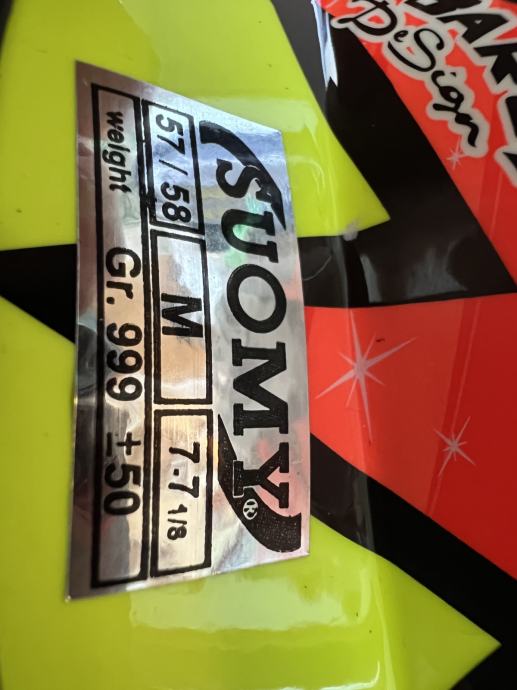 DeSign
SUOMY®
57/58 M 7-7 1/8
weight Gr. 999 ±50